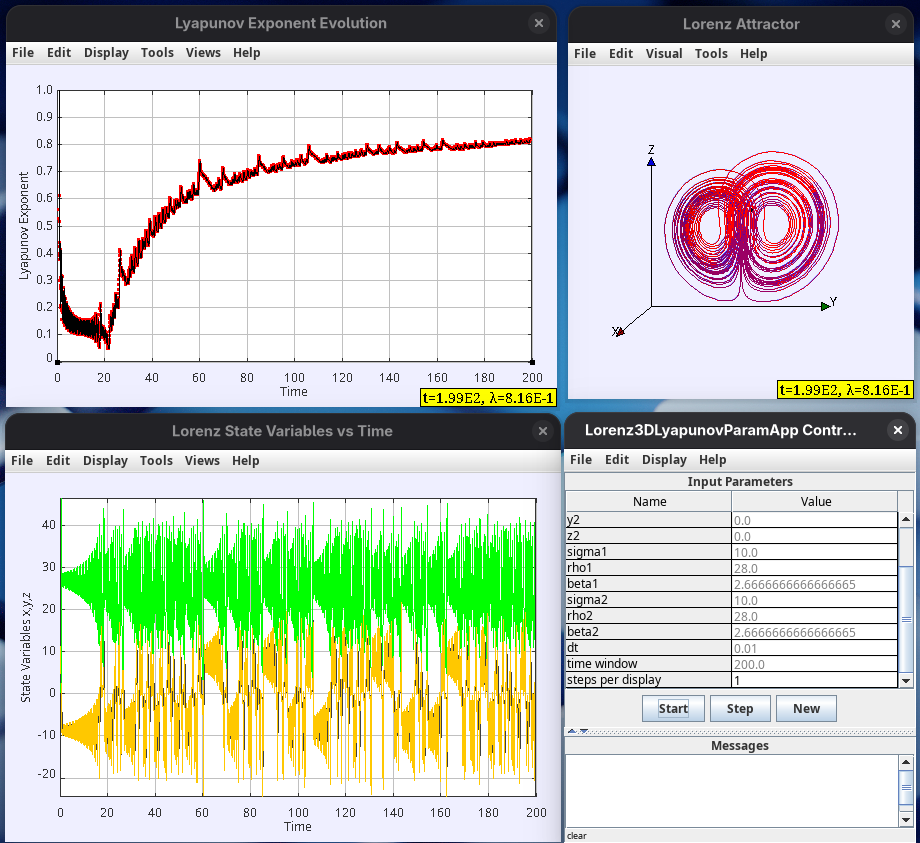 Lyapunov Exponent Evolution
File Edit Display Tools Views Help
1.0
0.9
0.8
0.7
0.6
0.5
0.4
0.3
0.2
0.1
0
Lyapunov Exponent
0 20 40 60 80 100 120 140 160 180 200
Time
t=1.99E2, λ=8.16E-1
Lorenz Attractor
File Edit Visual Tools Help
Z
Y
X
t=1.99E2, λ=8.16E-1
Lorenz State Variables vs Time
File Edit Display Tools Views Help
40
30
20
10
0
-10
-20
State Variables x,y,z
0 20 40 60 80 100 120 140 160 180 200
Time
Lorenz3DLyapunovParamApp Contr...
File Edit Display Help
Input Parameters
Name Value
y2 0.0
z2 0.0
sigma1 10.0
rho1 28.0
beta1 2.6666666666666665
sigma2 10.0
rho2 28.0
beta2 2.6666666666666665
dt 0.01
time window 200.0
steps per display 1
Start Step New
Messages
clear